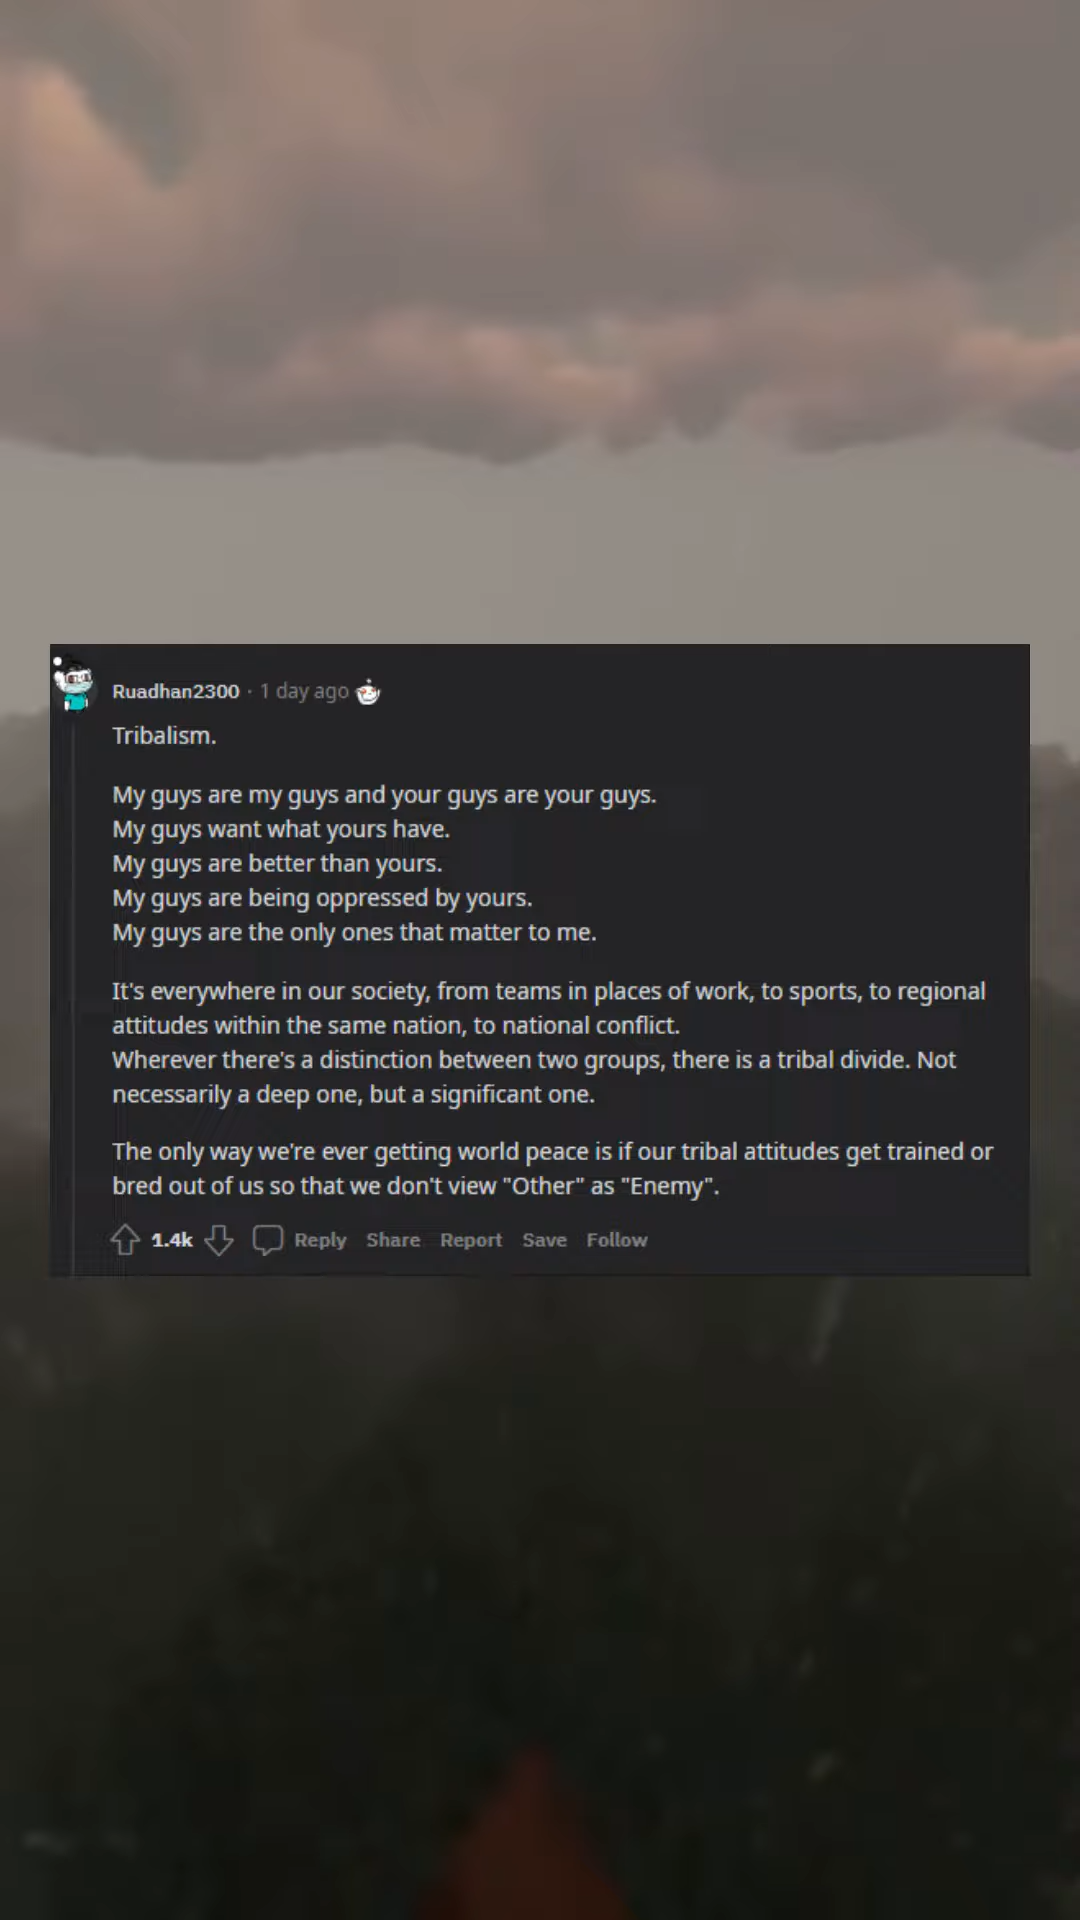 Ruadhan2300 · 1 day ago
Tribalism.
My guys are my guys and your guys are your guys.
My guys want what yours have.
My guys are better than yours.
My guys are being oppressed by yours.
My guys are the only ones that matter to me.
It's everywhere in our society, from teams in places of work, to sports, to regional
attitudes within the same nation, to national conflict.
Wherever there's a distinction between two groups, there is a tribal divide. Not
necessarily a deep one, but a significant one.
The only way we're ever getting world peace is if our tribal attitudes get trained or
bred out of us so that we don't view "Other" as "Enemy".
1.4k Reply Share Report Save Follow